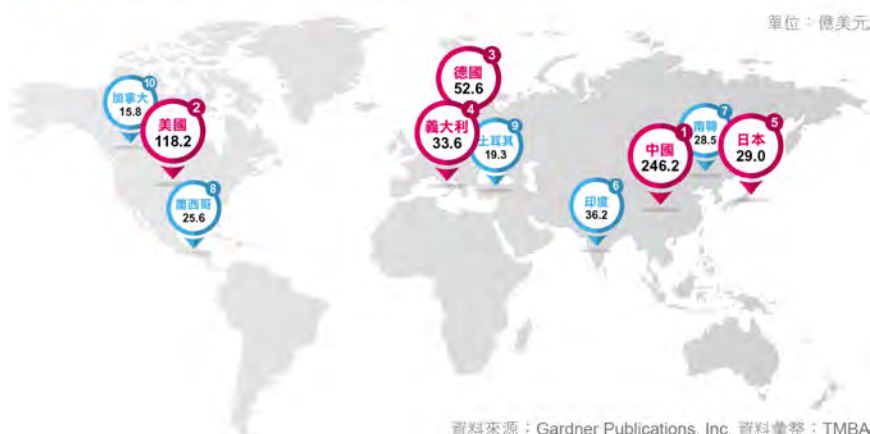 單位：億美元
3
德國
52.6
10
加拿大
15.8
2
美國
118.2
4
義大利
33.6
9
土耳其
19.3
1
中國
246.2
7
南韓
28.5
5
日本
29.0
8
墨西哥
25.6
6
印度
36.2
資料來源：Gardner Publications, Inc. 資料彙整：TMBA